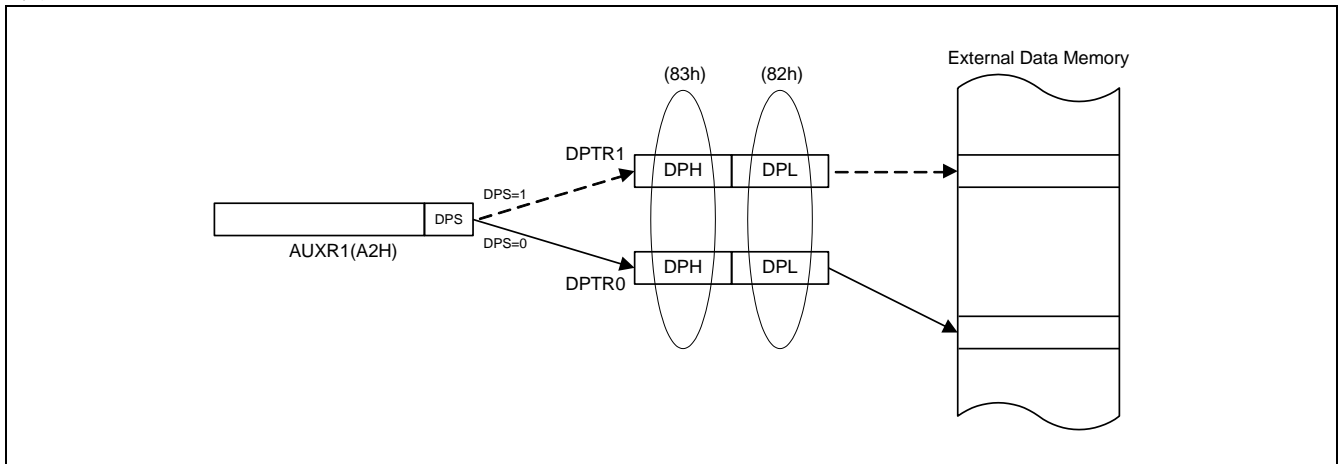 External Data Memory
(83h) (82h)
DPTR1
DPH DPL
DPS=1
DPS
DPS=0
AUXR1(A2H)
DPH DPL
DPTR0